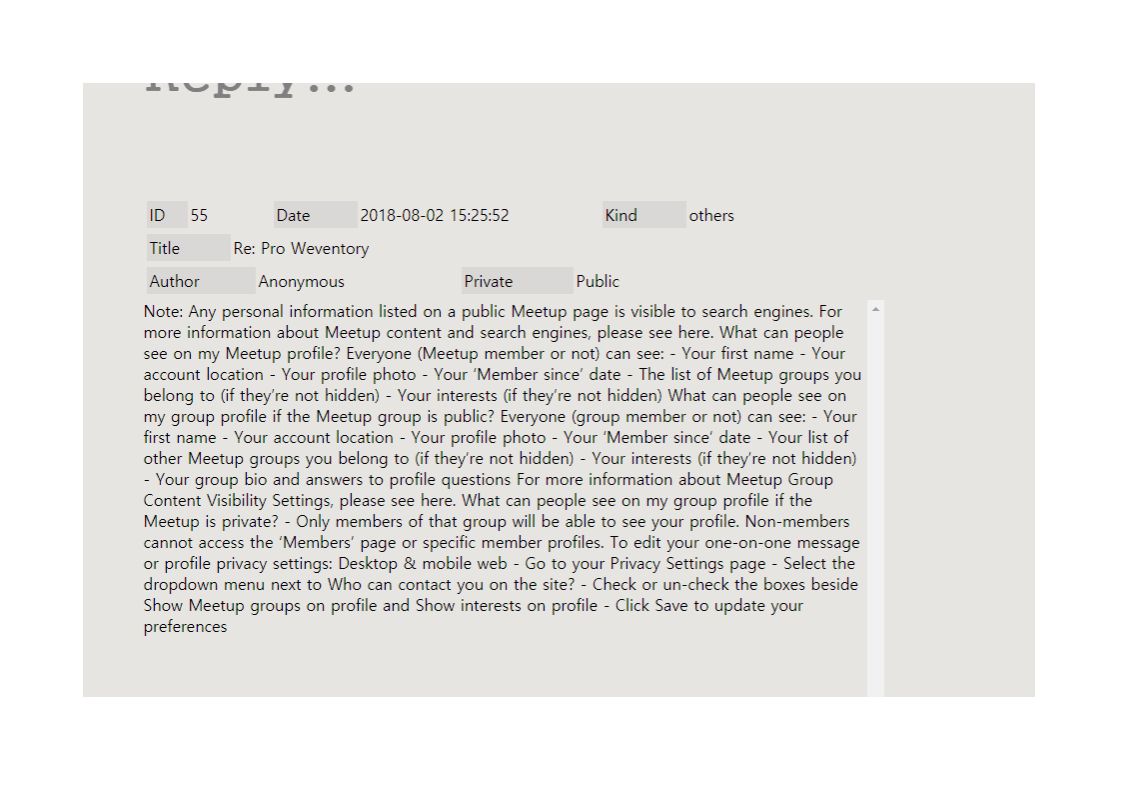 Reply...
ID 55 Date 2018-08-02 15:25:52 Kind others
Title Re: Pro Weventory
Author Anonymous Private Public
Note: Any personal information listed on a public Meetup page is visible to search engines. For
more information about Meetup content and search engines, please see here. What can people
see on my Meetup profile? Everyone (Meetup member or not) can see: - Your first name - Your
account location - Your profile photo - Your ‘Member since’ date - The list of Meetup groups you
belong to (if they’re not hidden) - Your interests (if they’re not hidden) What can people see on
my group profile if the Meetup group is public? Everyone (group member or not) can see: - Your
first name - Your account location - Your profile photo - Your ‘Member since’ date - Your list of
other Meetup groups you belong to (if they’re not hidden) - Your interests (if they’re not hidden)
- Your group bio and answers to profile questions For more information about Meetup Group
Content Visibility Settings, please see here. What can people see on my group profile if the
Meetup is private? - Only members of that group will be able to see your profile. Non-members
cannot access the ‘Members’ page or specific member profiles. To edit your one-on-one message
or profile privacy settings: Desktop & mobile web - Go to your Privacy Settings page - Select the
dropdown menu next to Who can contact you on the site? - Check or un-check the boxes beside
Show Meetup groups on profile and Show interests on profile - Click Save to update your
preferences